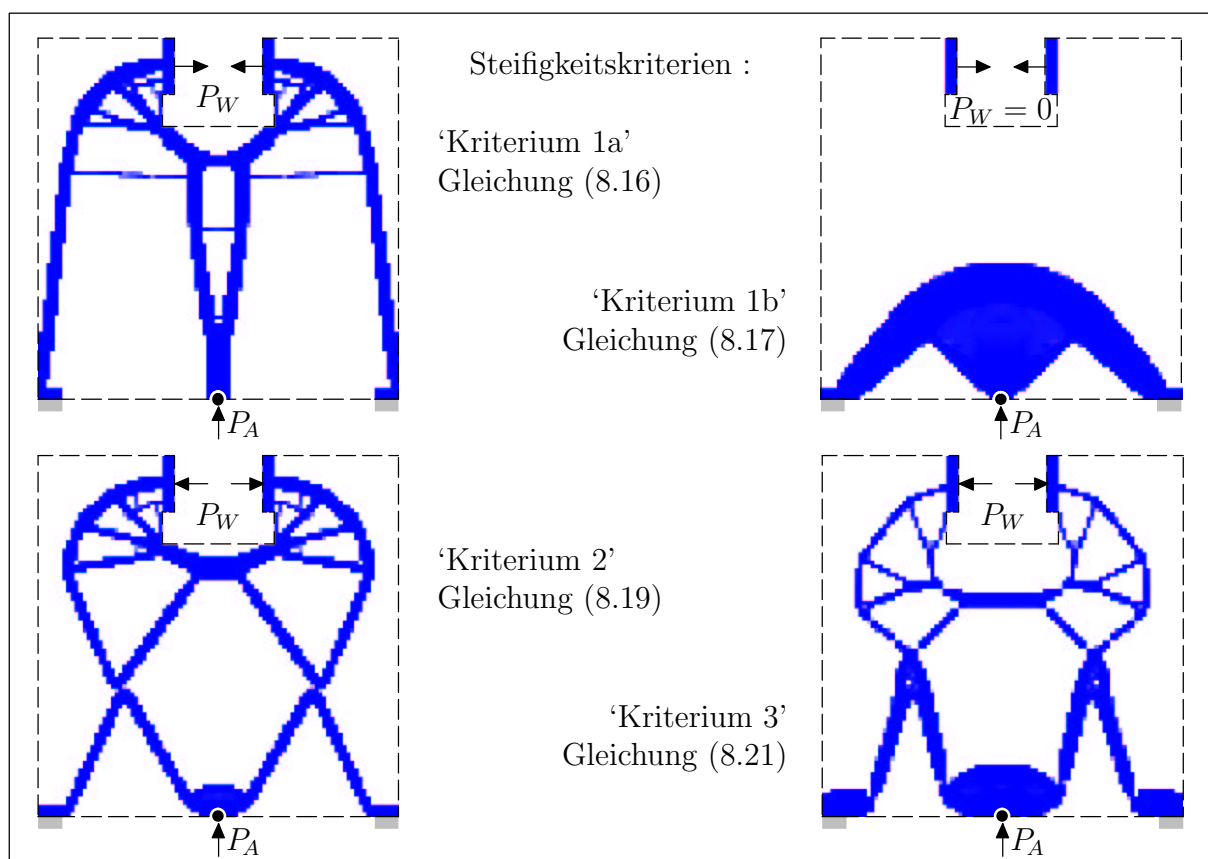 Steifigkeitskriterien :
P_W
P_W = 0
'Kriterium 1a'
Gleichung (8.16)
'Kriterium 1b'
Gleichung (8.17)
P_A
P_A
P_W
P_W
'Kriterium 2'
Gleichung (8.19)
'Kriterium 3'
Gleichung (8.21)
P_A
P_A